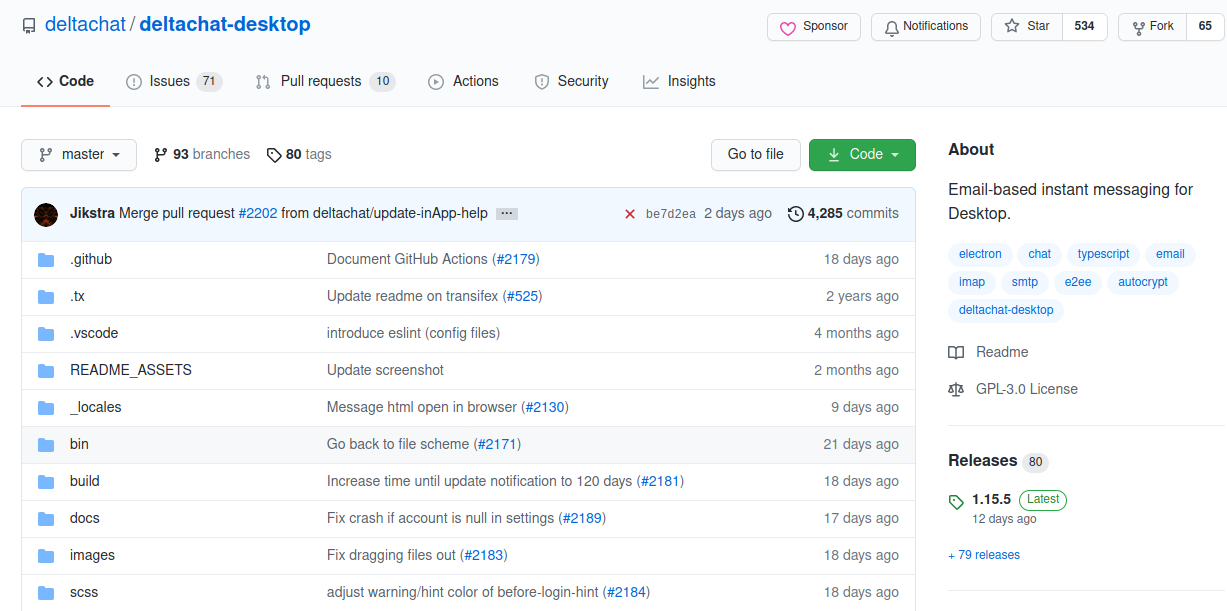 deltachat / deltachat-desktop
Sponsor
Notifications
Star 534
Fork 65
Code
Issues 71
Pull requests 10
Actions
Security
Insights
master
93 branches
80 tags
Go to file
Code
Jikstra Merge pull request #2202 from deltachat/update-inApp-help ...
be7d2ea 2 days ago
4,285 commits
.github Document GitHub Actions (#2179) 18 days ago
.tx Update readme on transifex (#525) 2 years ago
.vscode introduce eslint (config files) 4 months ago
README_ASSETS Update screenshot 2 months ago
_locales Message html open in browser (#2130) 9 days ago
bin Go back to file scheme (#2171) 21 days ago
build Increase time until update notification to 120 days (#2181) 18 days ago
docs Fix crash if account is null in settings (#2189) 17 days ago
images Fix dragging files out (#2183) 18 days ago
scss adjust warning/hint color of before-login-hint (#2184) 18 days ago
About
Email-based instant messaging for
Desktop.
electron chat typescript email
imap smtp e2ee autocrypt
deltachat-desktop
Readme
GPL-3.0 License
Releases 80
1.15.5 Latest
12 days ago
+ 79 releases